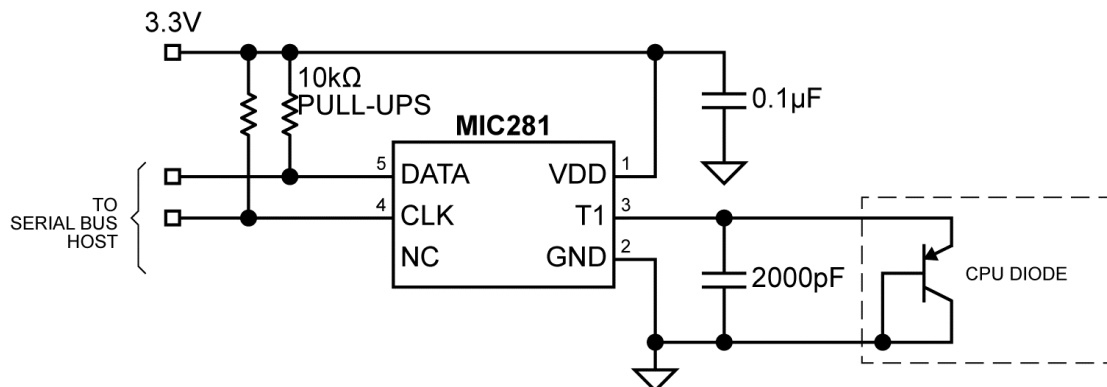 3.3V
10kΩ
PULL-UPS
0.1µF
MIC281
5
DATA
VDD
1
TO
SERIAL BUS
HOST
4
CLK
T1
3
NC
GND
2
2000pF
CPU DIODE